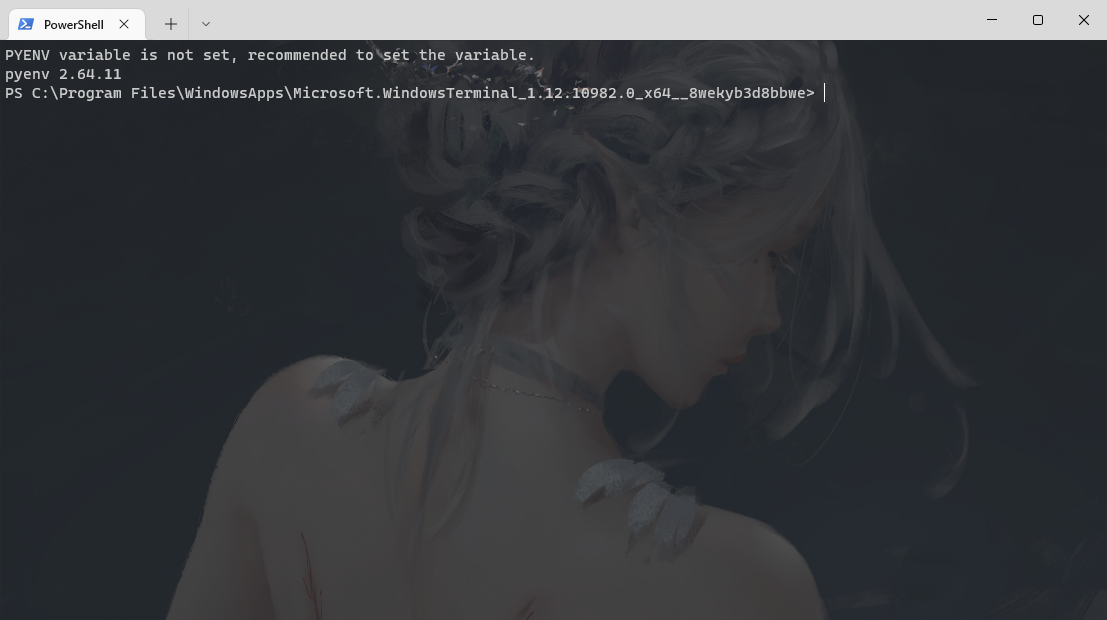 PowerShell
PYENV variable is not set, recommended to set the variable.
pyenv 2.64.11
PS C:\Program Files\WindowsApps\Microsoft.WindowsTerminal_1.12.10982.0_x64__8wekyb3d8bbwe>